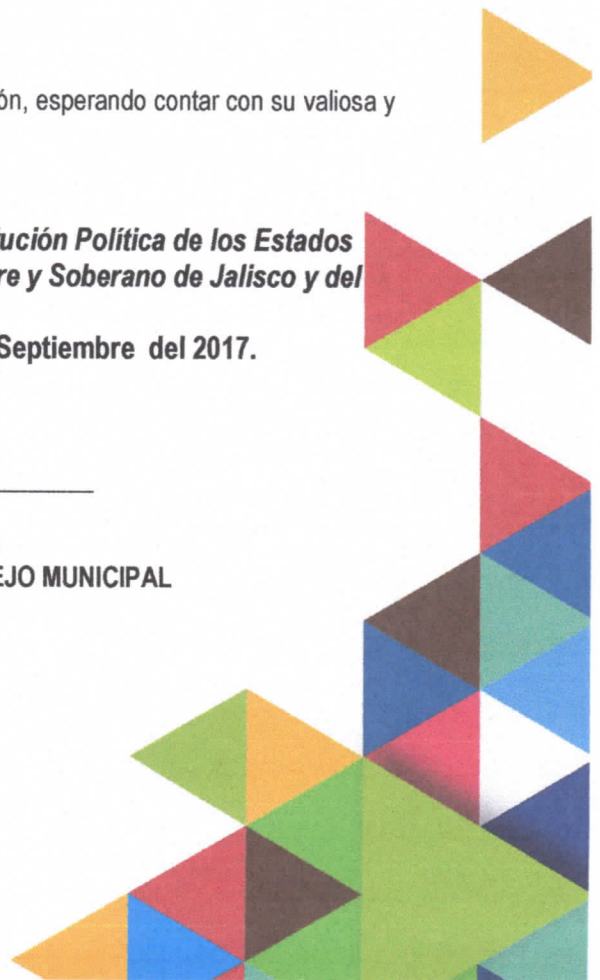 ón, esperando contar con su valiosa y
tución Política de los Estados
re y Soberano de Jalisco y del
Septiembre del 2017.
EJO MUNICIPAL